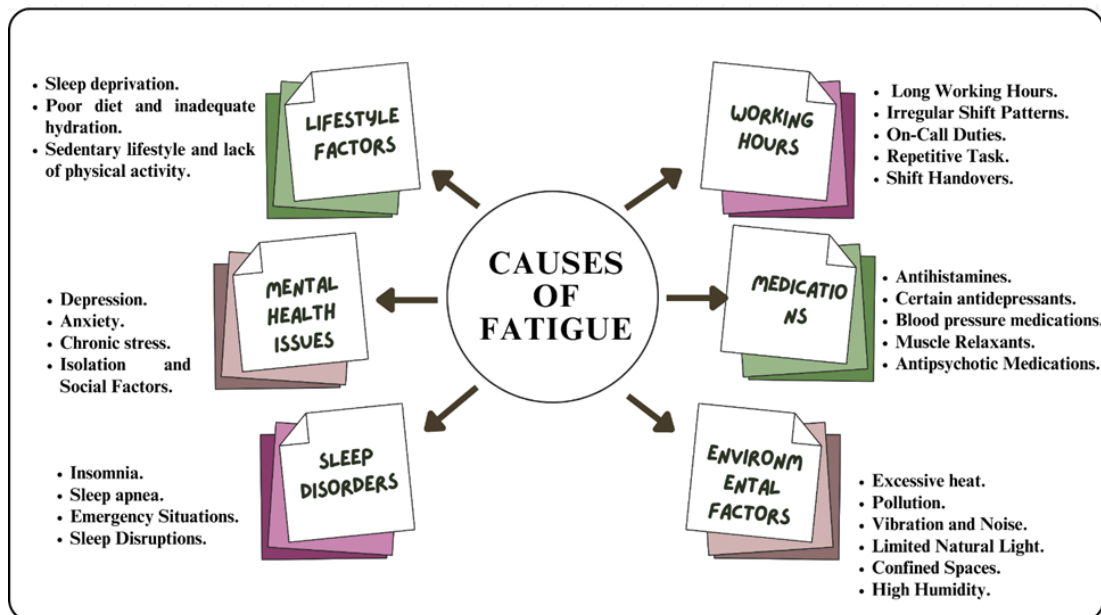 CAUSES
OF
FATIGUE
LIFESTYLE
FACTORS
• Sleep deprivation.
• Poor diet and inadequate
hydration.
• Sedentary lifestyle and lack
of physical activity.
MENTAL
HEALTH
ISSUES
• Depression.
• Anxiety.
• Chronic stress.
• Isolation and
Social Factors.
SLEEP
DISORDERS
• Insomnia.
• Sleep apnea.
• Emergency Situations.
• Sleep Disruptions.
WORKING
HOURS
• Long Working Hours.
• Irregular Shift Patterns.
• On-Call Duties.
• Repetitive Task.
• Shift Handovers.
MEDICATIO
NS
• Antihistamines.
• Certain antidepressants.
• Blood pressure medications.
• Muscle Relaxants.
• Antipsychotic Medications.
ENVIRONM
ENTAL
FACTORS
• Excessive heat.
• Pollution.
• Vibration and Noise.
• Limited Natural Light.
• Confined Spaces.
• High Humidity.